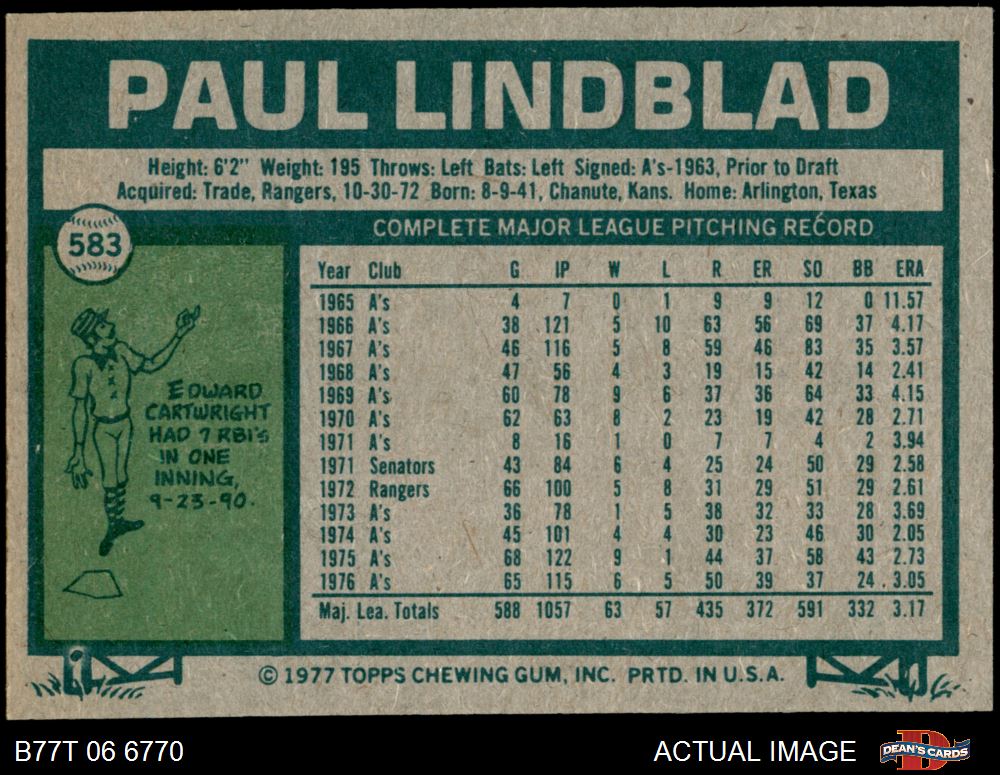 PAUL LINDBLAD
Height: 6'2" Weight: 195 Throws: Left Bats: Left Signed: A's-1963, Prior to Draft
Acquired: Trade, Rangers, 10-30-72 Born: 8-9-41, Chanute, Kans. Home: Arlington, Texas
583
COMPLETE MAJOR LEAGUE PITCHING RECORD
Year Club G IP W L R ER SO BB ERA
1965 A's 4 7 0 1 9 9 12 0 11.57
1966 A's 38 121 5 10 63 56 69 37 4.17
1967 A's 46 116 5 8 59 46 83 35 3.57
1968 A's 47 56 4 3 19 15 42 14 2.41
1969 A's 60 78 9 6 37 36 64 33 4.15
1970 A's 62 63 8 2 23 19 42 28 2.71
1971 A's 8 16 1 0 7 7 4 2 3.94
1971 Senators 43 84 6 4 25 24 50 29 2.58
1972 Rangers 66 100 5 8 31 29 51 29 2.61
1973 A's 36 78 1 5 38 32 33 28 3.69
1974 A's 45 101 4 4 30 23 46 30 2.05
1975 A's 68 122 9 1 44 37 58 43 2.73
1976 A's 65 115 6 5 50 39 37 24 3.05
Maj. Lea. Totals 588 1057 63 57 435 372 591 332 3.17
EDWARD
CARTWRIGHT
HAD 7 RBI'S
IN ONE
INNING,
9-23-90.
© 1977 TOPPS CHEWING GUM, INC. PRTD. IN U.S.A.
B77T 06 6770
ACTUAL IMAGE
DEAN'S CARDS